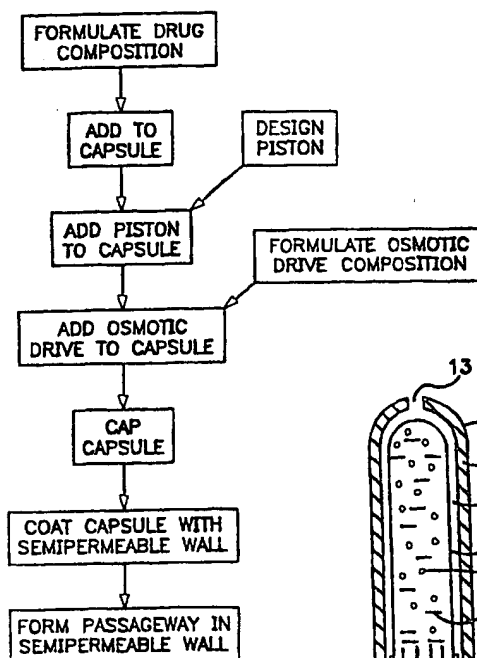 FORMULATE DRUG
COMPOSITION
ADD TO
CAPSULE
DESIGN
PISTON
ADD PISTON
TO CAPSULE
FORMULATE OSMOTIC
DRIVE COMPOSITION
ADD OSMOTIC
DRIVE TO CAPSULE
13
CAP
CAPSULE
COAT CAPSULE WITH
SEMIPERMEABLE WALL
FORM PASSAGEWAY IN
SEMIPERMEABLE WALL